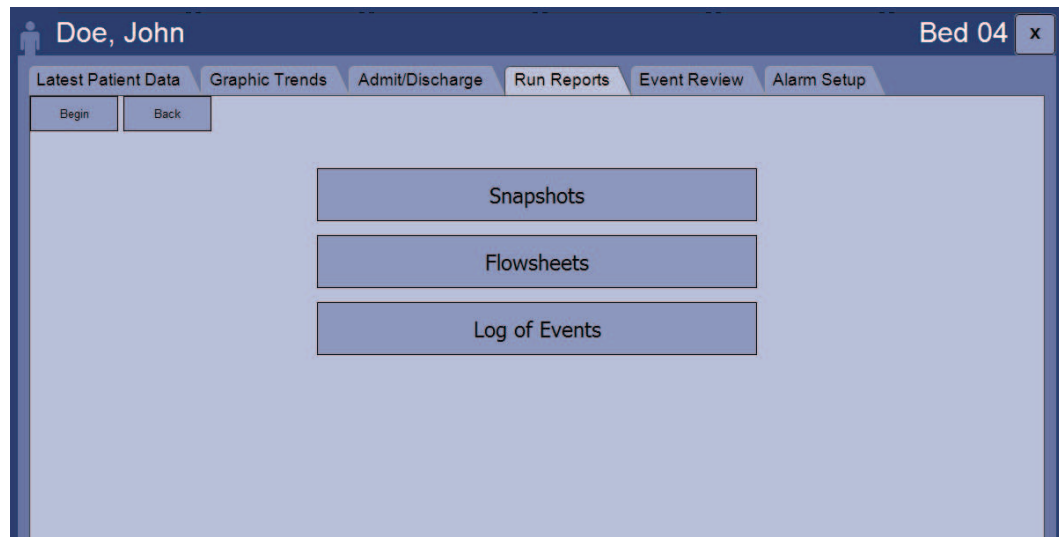 Doe, John Bed 04 x
Latest Patient Data Graphic Trends Admit/Discharge Run Reports Event Review Alarm Setup
Begin Back
Snapshots
Flowsheets
Log of Events